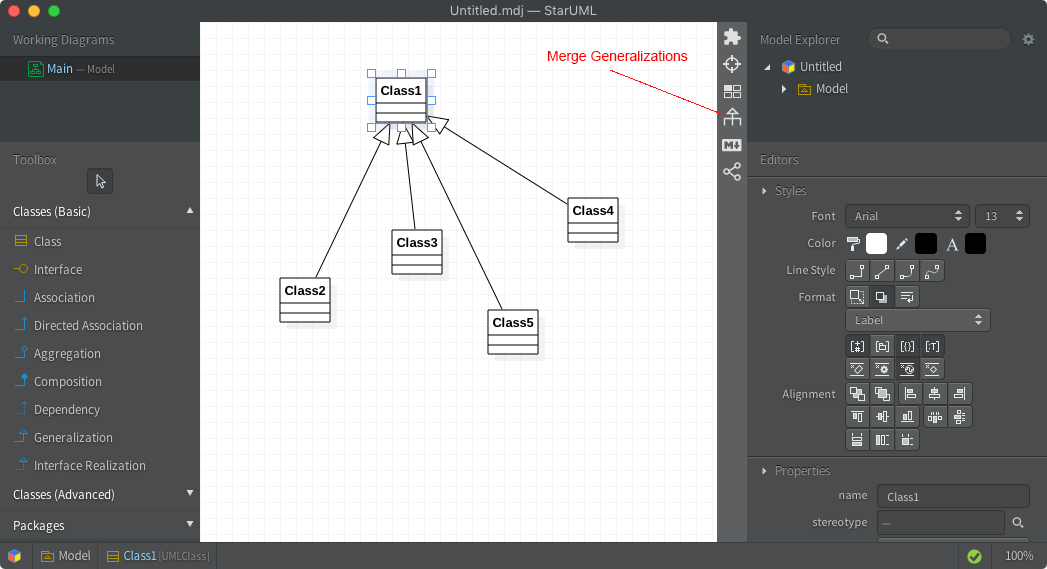 Untitled.mdj — StarUML
Working Diagrams
Main — Model
Toolbox
Classes (Basic)
Class
Interface
Association
Directed Association
Aggregation
Composition
Dependency
Generalization
Interface Realization
Classes (Advanced)
Packages
Merge Generalizations
Class1
Class4
Class3
Class2
Class5
M
Model Explorer
Untitled
Model
Editors
Styles
Font
Arial
13
Color
A
Line Style
Format
Label
Alignment
Properties
name
Class1
stereotype
—
Model
Class1 [UMLClass]
100%